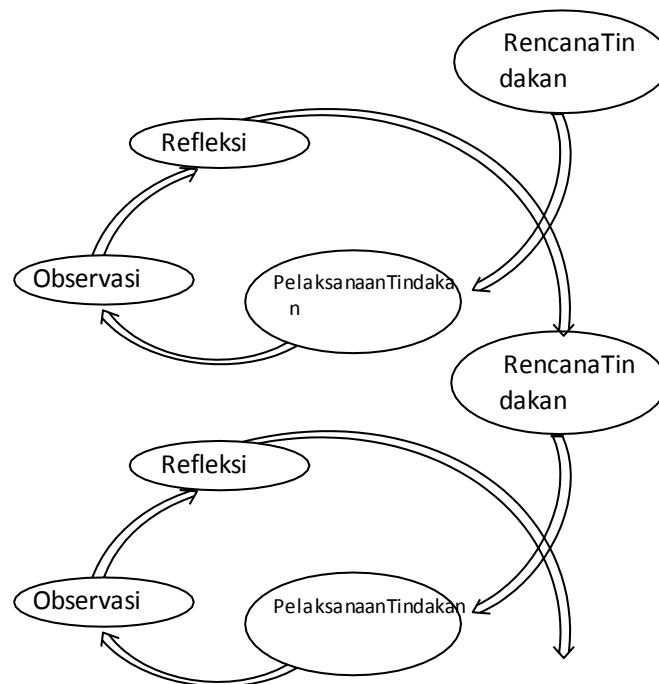 RencanaTin
dakan
Refleksi
Observasi
PelaksanaanTindaka
n
RencanaTin
dakan
Refleksi
Observasi
PelaksanaanTindakan